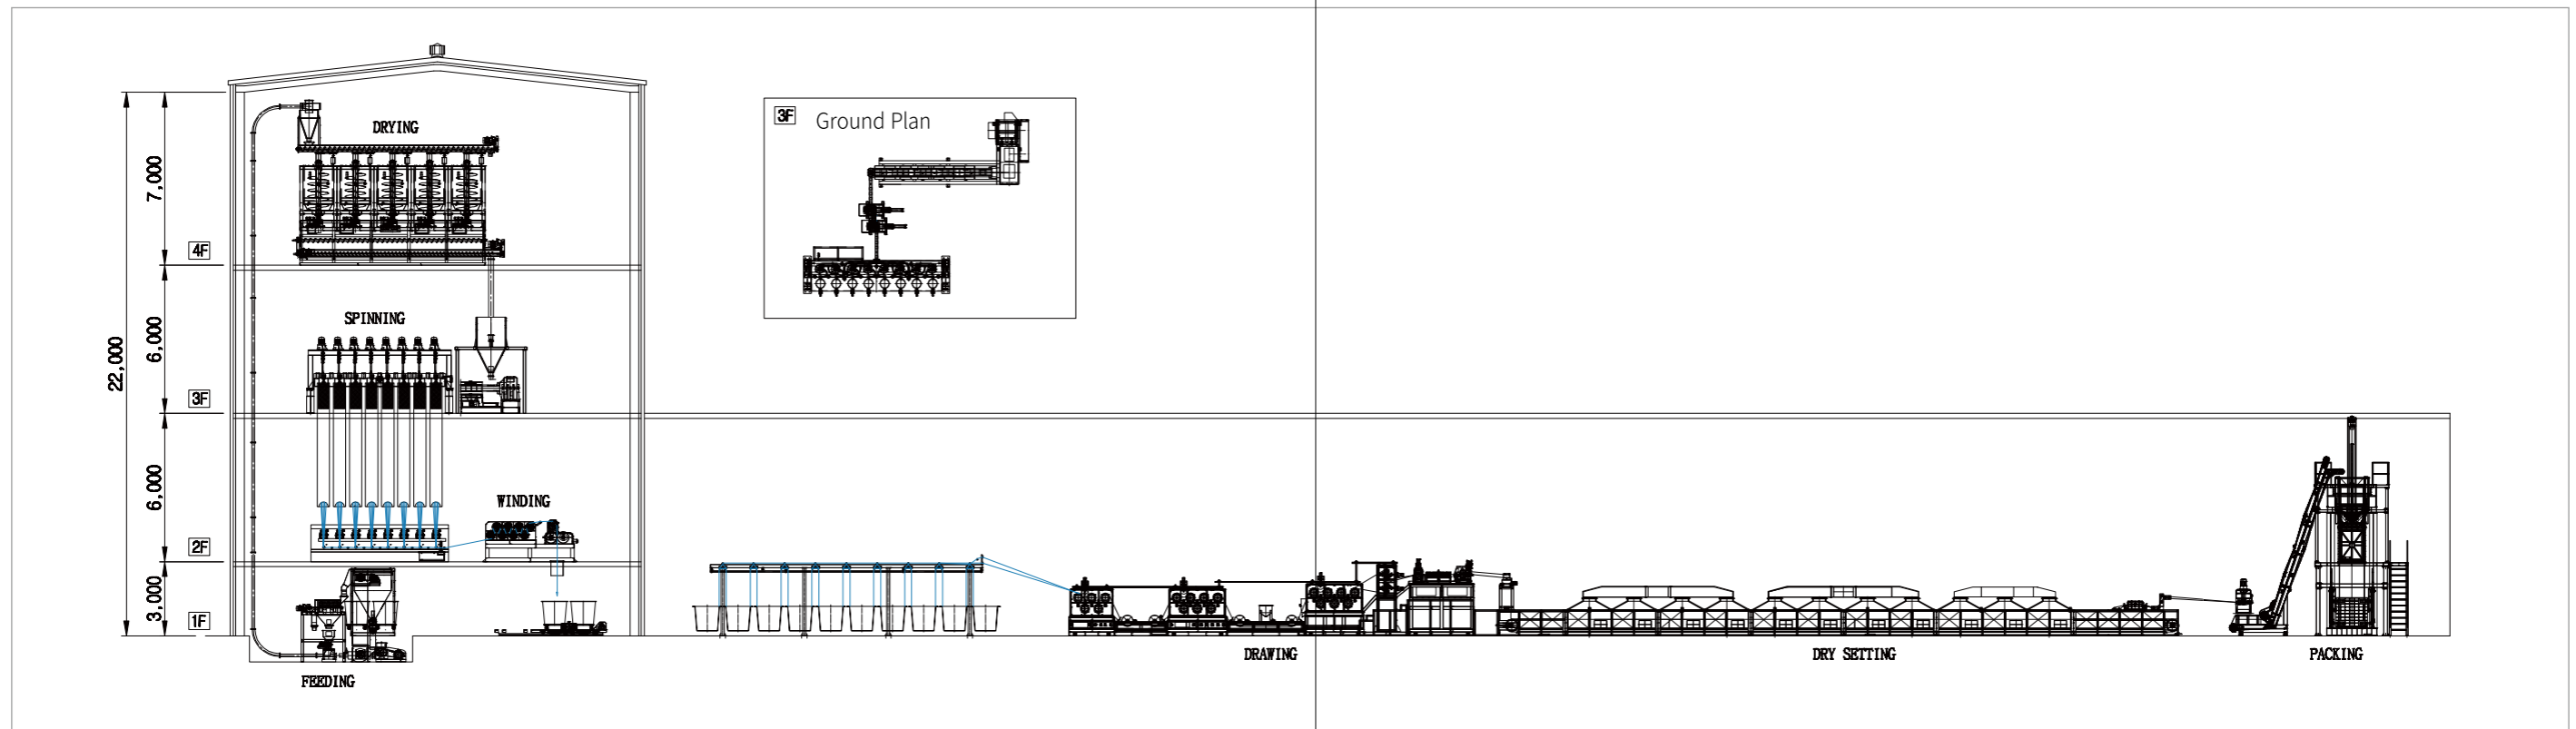 3F Ground Plan
DRYING
7,000
4F
SPINNING
6,000
22,000
3F
WINDING
6,000
2F
3,000
1F
FEEDING
DRAWING
DRY SETTING
PACKING